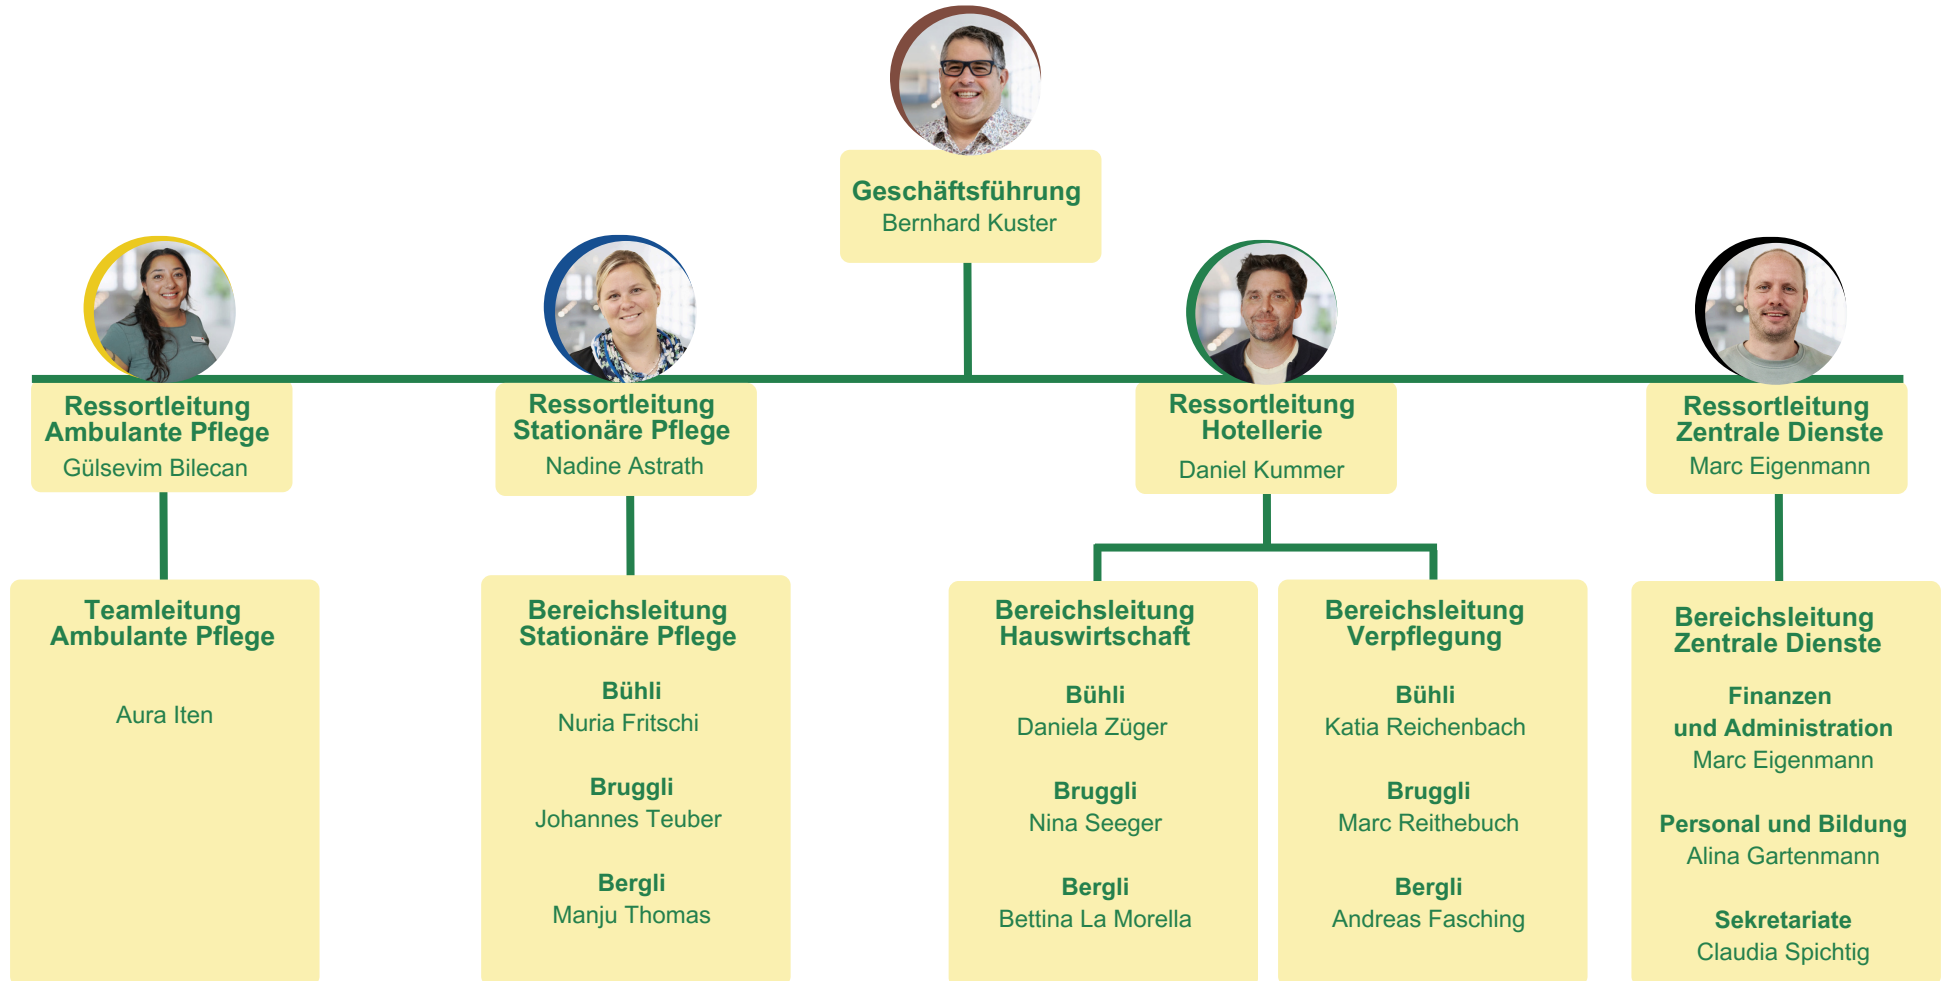 Geschäftsführung
Bernhard Kuster
Ressortleitung
Ambulante Pflege
Gülsevim Bilecan
Ressortleitung
Stationäre Pflege
Nadine Astrath
Ressortleitung
Hotellerie
Daniel Kummer
Ressortleitung
Zentrale Dienste
Marc Eigenmann
Teamleitung
Ambulante Pflege
Aura Iten
Bereichsleitung
Stationäre Pflege
Bühli
Nuria Fritschi
Bruggli
Johannes Teuber
Bergli
Manju Thomas
Bereichsleitung
Hauswirtschaft
Bühli
Daniela Züger
Bruggli
Nina Seeger
Bergli
Bettina La Morella
Bereichsleitung
Verpflegung
Bühli
Katia Reichenbach
Bruggli
Marc Reithebuch
Bergli
Andreas Fasching
Bereichsleitung
Zentrale Dienste
Finanzen
und Administration
Marc Eigenmann
Personal und Bildung
Alina Gartenmann
Sekretariate
Claudia Spichtig